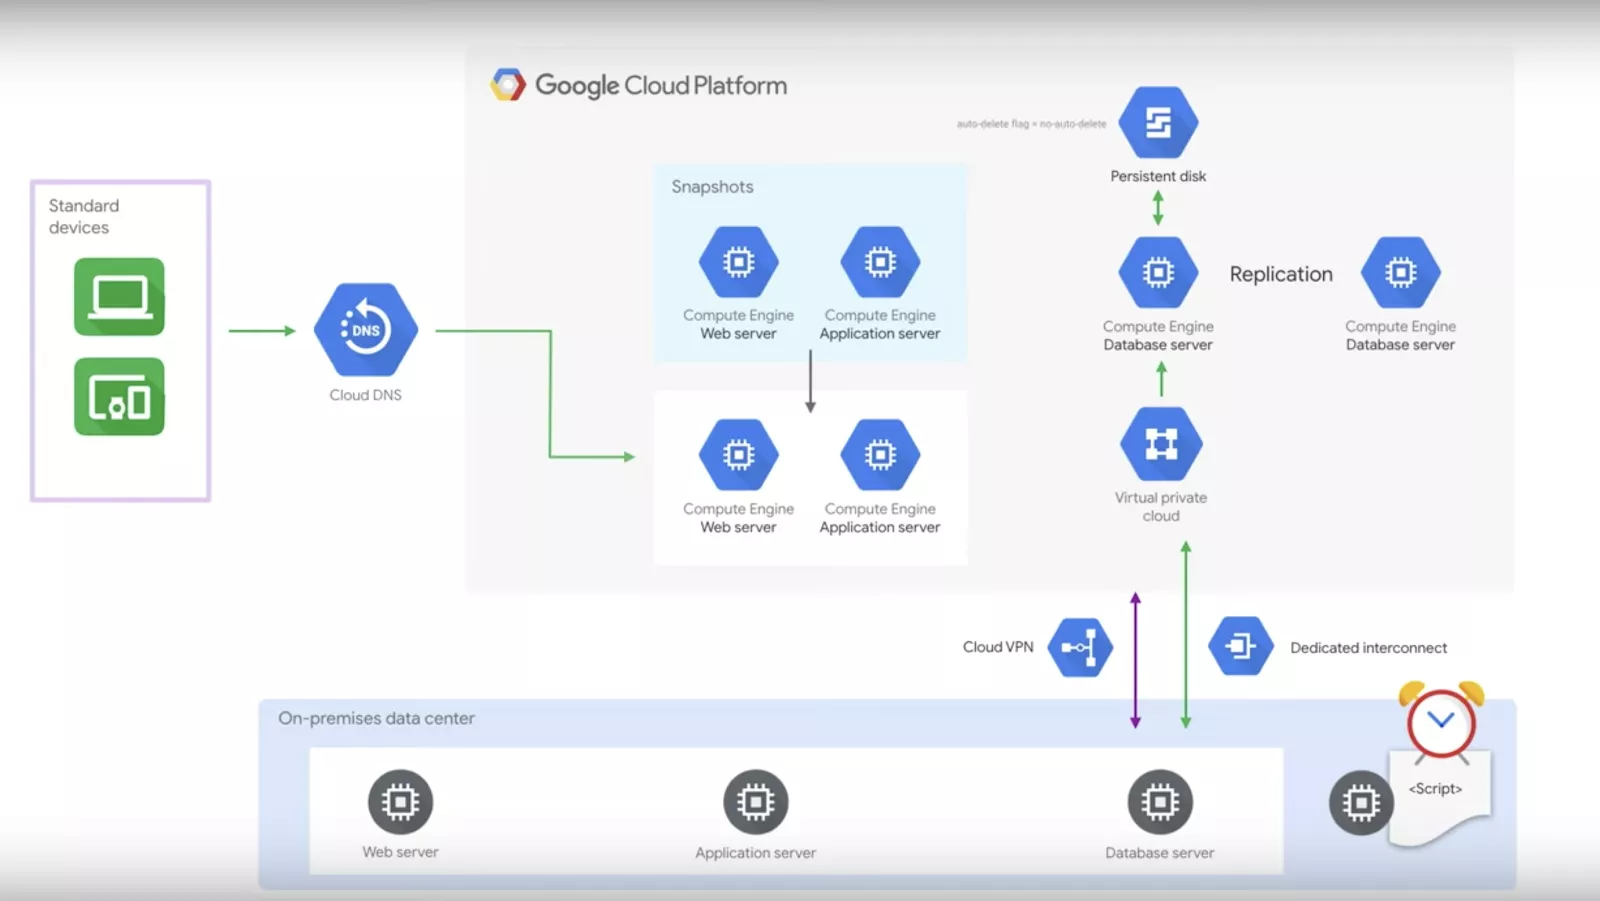 Google Cloud Platform
auto-delete flag = no-auto-delete
Persistent disk
Standard
devices
Snapshots
Compute Engine
Web server
Compute Engine
Application server
Compute Engine
Database server
Replication
Compute Engine
Database server
DNS
Cloud DNS
Compute Engine
Web server
Compute Engine
Application server
Virtual private
cloud
Cloud VPN
Dedicated interconnect
On-premises data center
Web server
Application server
Database server
<Script>